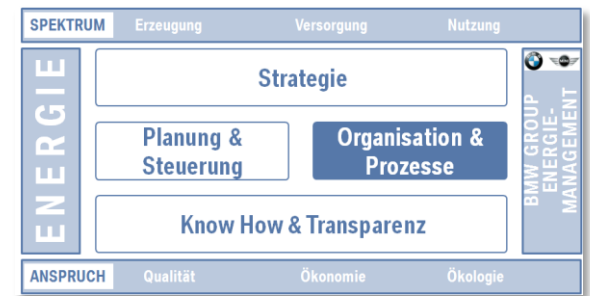 SPEKTRUM Erzeugung Versorgung Nutzung
ENERGIE
Strategie
Planung &
Steuerung
Organisation &
Prozesse
Know How & Transparenz
BMW GROUP
ENERGIE-
MANAGEMENT
ANSPRUCH Qualität Ökonomie Ökologie